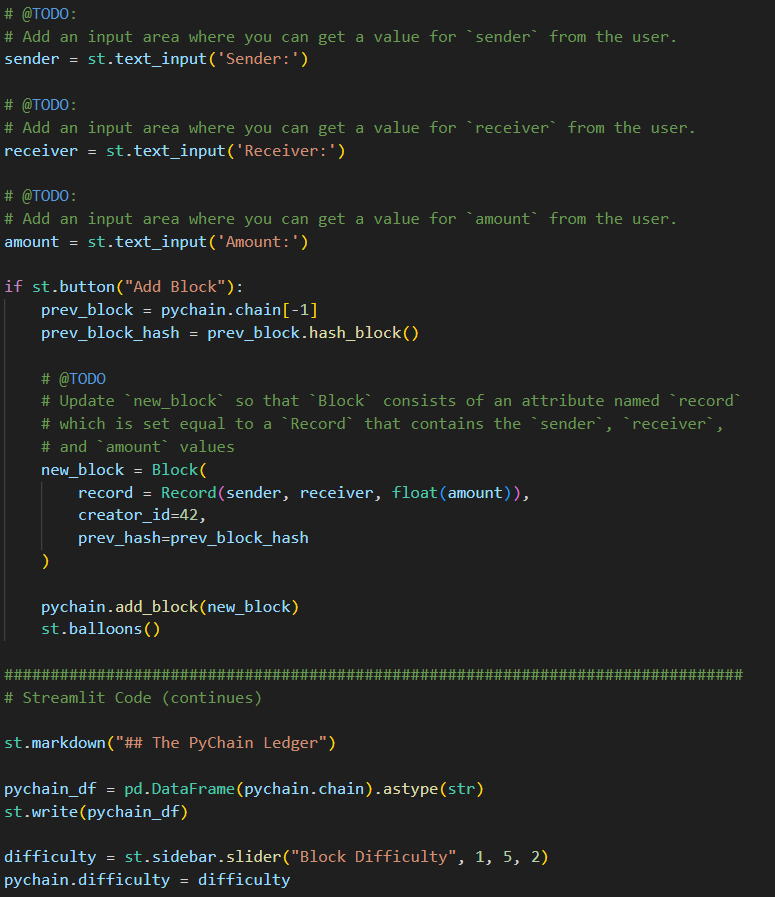 # @TODO:
# Add an input area where you can get a value for `sender` from the user.
sender = st.text_input('Sender:')
# @TODO:
# Add an input area where you can get a value for `receiver` from the user.
receiver = st.text_input('Receiver:')
# @TODO:
# Add an input area where you can get a value for `amount` from the user.
amount = st.text_input('Amount:')
if st.button("Add Block"):
    prev_block = pychain.chain[-1]
    prev_block_hash = prev_block.hash_block()
    # @TODO
    # Update `new_block` so that `Block` consists of an attribute named `record`
    # which is set equal to a `Record` that contains the `sender`, `receiver`,
    # and `amount` values
    new_block = Block(
        record = Record(sender, receiver, float(amount)),
        creator_id=42,
        prev_hash=prev_block_hash
    )
    pychain.add_block(new_block)
    st.balloons()
################################################################################
# Streamlit Code (continues)
st.markdown("## The PyChain Ledger")
pychain_df = pd.DataFrame(pychain.chain).astype(str)
st.write(pychain_df)
difficulty = st.sidebar.slider("Block Difficulty", 1, 5, 2)
pychain.difficulty = difficulty